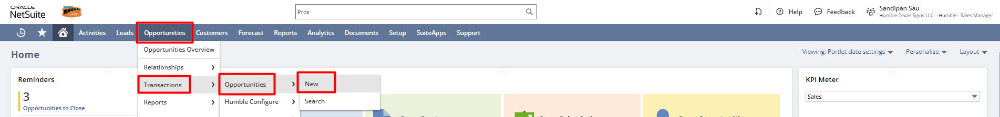 ORACLE
NetSuite
SIGNS
Pros
Help
Feedback
Sandipan Sau
Humble Texas Signs LLC - Humble - Sales Manager
Activities Leads Opportunities Customers Forecast Reports Analytics Documents Setup SuiteApps Support
Home
Viewing: Portlet date settings
Personalize
Layout
Opportunities Overview
Relationships
Transactions
Reports
Opportunities
Humble Configure
New
Search
Reminders
3
Opportunities to Close
KPI Meter
Sales